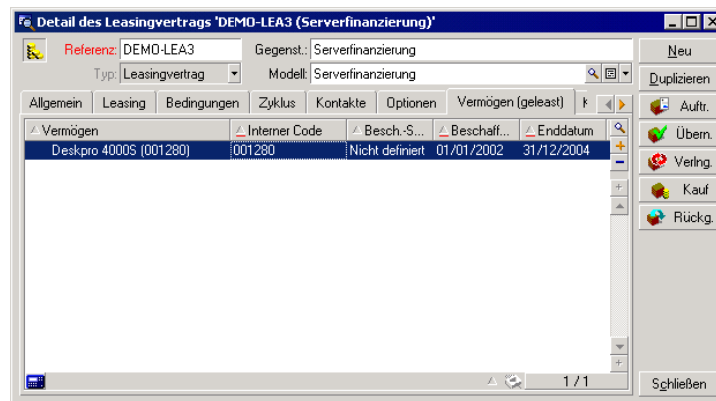 Detail des Leasingvertrags 'DEMO-LEA3 (Serverfinanzierung)'
Referenz: DEMO-LEA3 Gegenst.: Serverfinanzierung Neu
Typ: Leasingvertrag Modell: Serverfinanzierung Duplizieren
Allgemein Leasing Bedingungen Zyklus Kontakte Optionen Vermögen (geleast) Auftr.
Vermögen Interner Code Besch.-S... Beschaff... Enddatum Übern.
Deskpro 4000S (001280) 001280 Nicht definiert 01/01/2002 31/12/2004 Verlng.
Kauf
Rückg.
1/1 Schließen